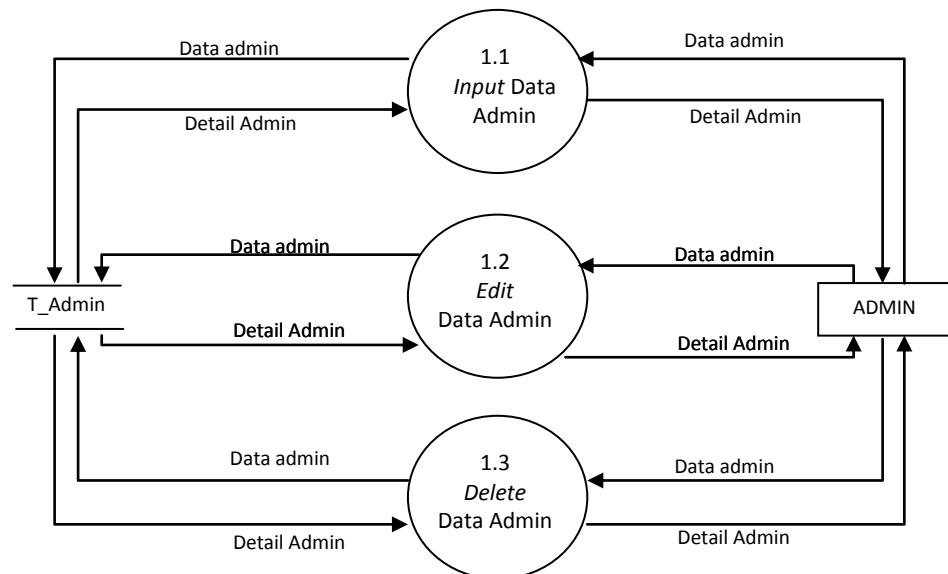 Data admin
1.1
Data admin
Input Data
Admin
Detail Admin
Detail Admin
Data admin
1.2
Data admin
Edit
T_Admin
Data Admin
ADMIN
Detail Admin
Detail Admin
1.3
Data admin
Data admin
Delete
Data Admin
Detail Admin
Detail Admin